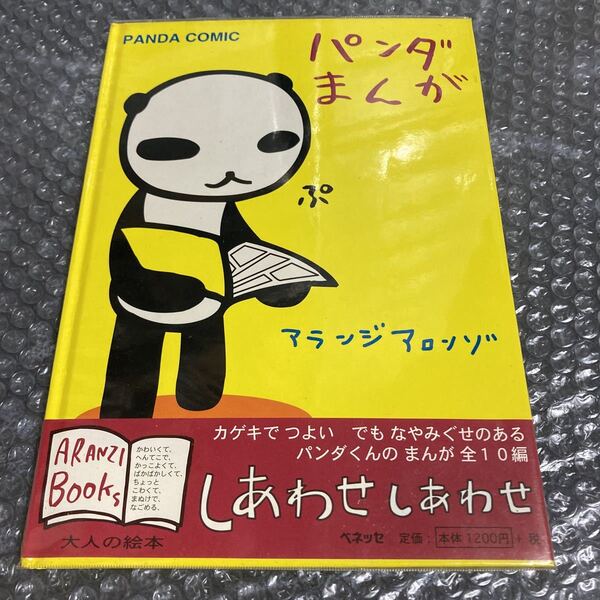 PANDA COMIC
パンダ
まんが
ぷ
アランジ アロンゾ
カゲキで つよい でも なやみぐせのある
パンダくんの まんが 全10編
ARANZI
BOOKS
かわいくて、
へんてこで、
かっこよくて、
ばかばかしくて、
ちょっと
こわくて、
まぬけで、
なごめる。
しあわせ しあわせ
大人の絵本
ベネッセ 定価:本体1200円+税